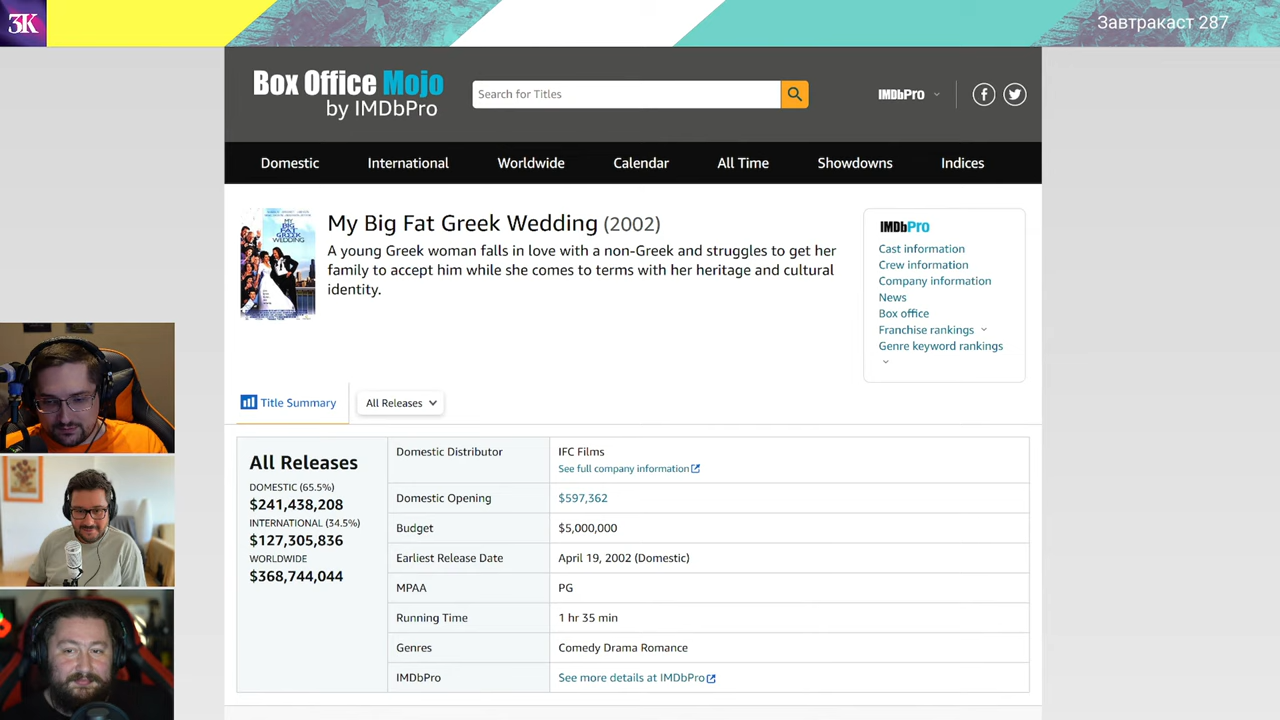 3K
Завтракаст 287
Box Office Mojo
by IMDbPro
Search for Titles
IMDbPro
Domestic
International
Worldwide
Calendar
All Time
Showdowns
Indices
MY
BIG
FAT
GREEK
WEDDING
My Big Fat Greek Wedding (2002)
A young Greek woman falls in love with a non-Greek and struggles to get her
family to accept him while she comes to terms with her heritage and cultural
identity.
IMDbPro
Cast information
Crew information
Company information
News
Box office
Franchise rankings
Genre keyword rankings
Title Summary
All Releases
All Releases
DOMESTIC (65.5%)
$241,438,208
INTERNATIONAL (34.5%)
$127,305,836
WORLDWIDE
$368,744,044
Domestic Distributor
IFC Films
See full company information
Domestic Opening
$597,362
Budget
$5,000,000
Earliest Release Date
April 19, 2002 (Domestic)
MPAA
PG
Running Time
1 hr 35 min
Genres
Comedy Drama Romance
IMDbPro
See more details at IMDbPro